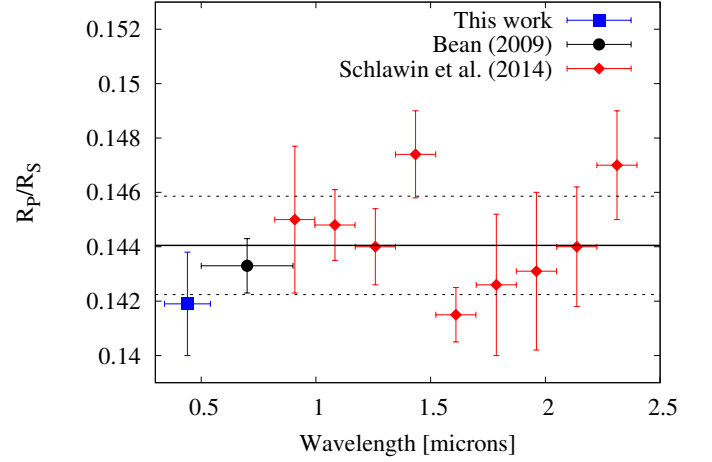 This work
Bean (2009)
Schlawin et al. (2014)
0.152
0.15
0.148
0.146
0.144
0.142
0.14
R_P/R_S
0.5
1
1.5
2
2.5
Wavelength [microns]